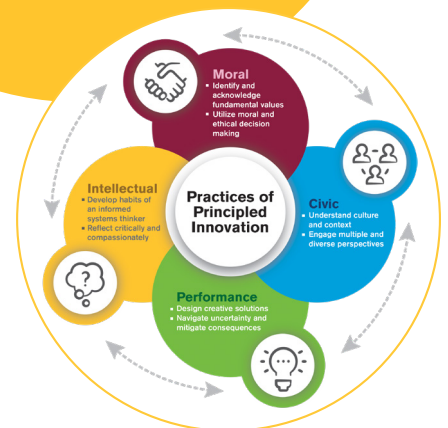 Moral
▪ Identify and
acknowledge
fundamental values
▪ Utilize moral and
ethical decision
making
Intellectual
▪ Develop habits of
an informed
systems thinker
▪ Reflect critically and
compassionately
Practices of
Principled
Innovation
Civic
▪ Understand culture
and context
▪ Engage multiple and
diverse perspectives
Performance
▪ Design creative solutions
▪ Navigate uncertainty and
mitigate consequences
?